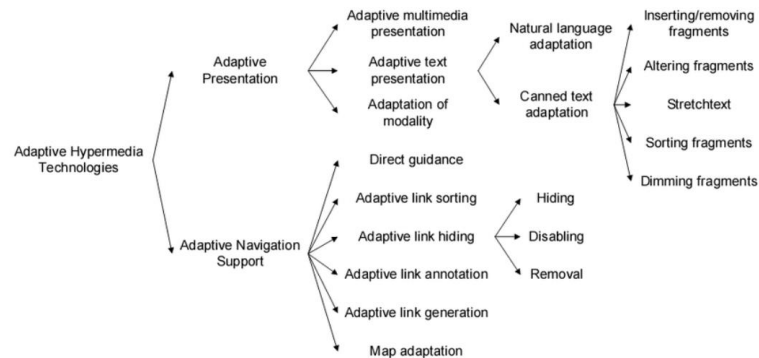 Adaptive Hypermedia
Technologies
Adaptive
Presentation
Adaptive multimedia
presentation
Adaptive text
presentation
Natural language
adaptation
Canned text
adaptation
Inserting/removing
fragments
Altering fragments
Stretchtext
Sorting fragments
Dimming fragments
Adaptation of
modality
Adaptive Navigation
Support
Direct guidance
Adaptive link sorting
Adaptive link hiding
Hiding
Disabling
Removal
Adaptive link annotation
Adaptive link generation
Map adaptation